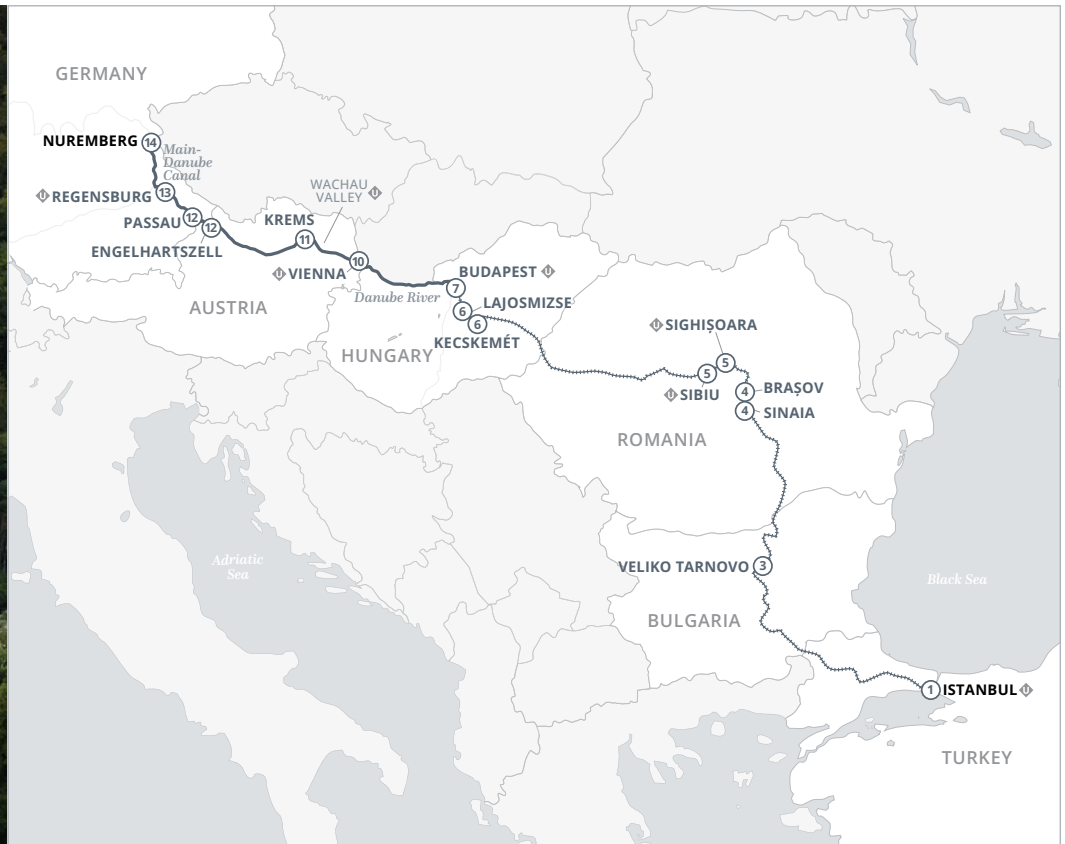 GERMANY
NUREMBERG
14
Main-
Danube
Canal
U
REGENSBURG
13
WACHAU
VALLEY
U
PASSAU
12
12
ENGELHARTSZELL
KREMS
11
U
VIENNA
10
BUDAPEST
U
7
Danube River
LAJOSMIZSE
6
6
KECSKEMÉT
AUSTRIA
HUNGARY
U
SIGHIȘOARA
5
5
U
SIBIU
4
BRAȘOV
4
SINAIA
ROMANIA
Adriatic
Sea
VELIKO TARNOVO
3
Black Sea
BULGARIA
1
ISTANBUL
U
TURKEY